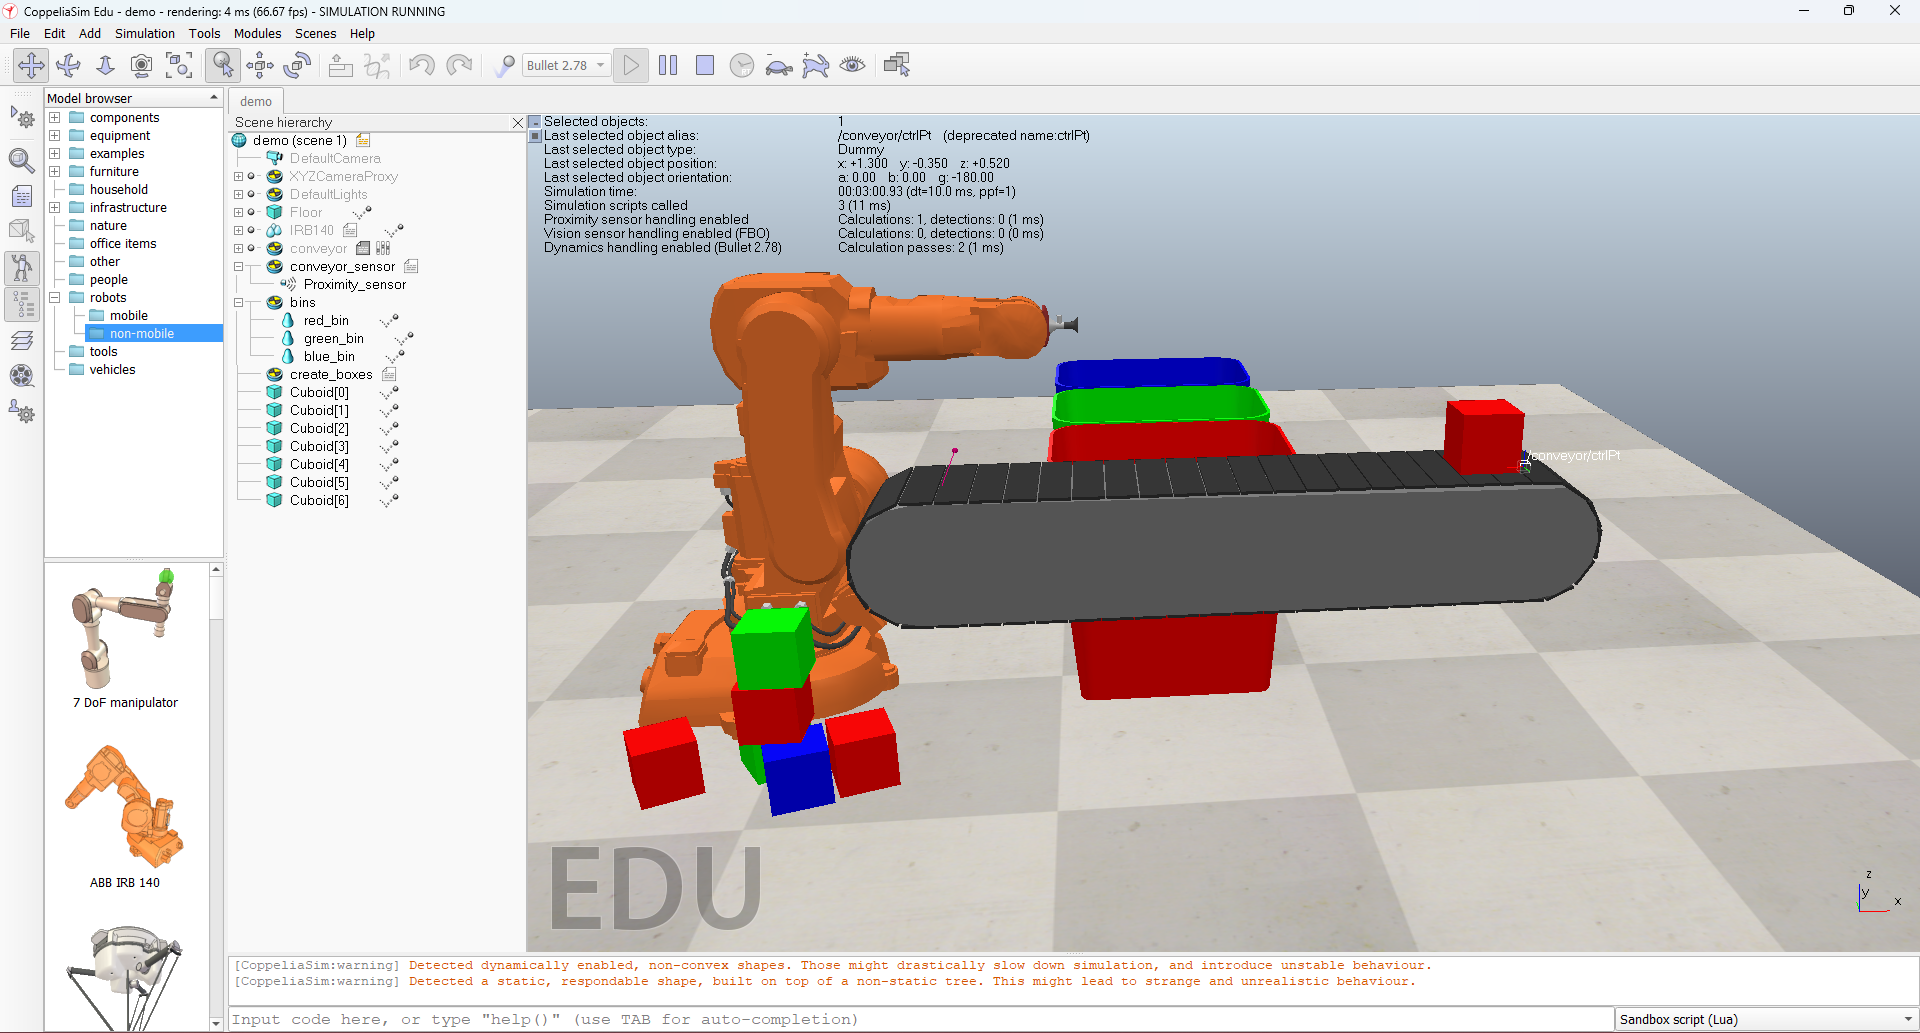 CoppeliaSim Edu - demo - rendering: 4 ms (66.67 fps) - SIMULATION RUNNING
File Edit Add Simulation Tools Modules Scenes Help
Bullet 2.78
Model browser
components
equipment
examples
furniture
household
infrastructure
nature
office items
other
people
robots
mobile
non-mobile
tools
vehicles
7 DoF manipulator
ABB IRB 140
demo
Scene hierarchy
demo (scene 1)
DefaultCamera
XYZCameraProxy
DefaultLights
Floor
IRB140
conveyor
conveyor_sensor
Proximity_sensor
bins
red_bin
green_bin
blue_bin
create_boxes
Cuboid[0]
Cuboid[1]
Cuboid[2]
Cuboid[3]
Cuboid[4]
Cuboid[5]
Cuboid[6]
Selected objects: 1
Last selected object alias: /conveyor/ctrlPt (deprecated name:ctrlPt)
Last selected object type: Dummy
Last selected object position: x: +1.300 y: -0.350 z: +0.520
Last selected object orientation: a: 0.00 b: 0.00 g: -180.00
Simulation time: 00:03:00.93 (dt=10.0 ms, ppf=1)
Simulation scripts called 3 (11 ms)
Proximity sensor handling enabled Calculations: 1, detections: 0 (1 ms)
Vision sensor handling enabled (FBO) Calculations: 0, detections: 0 (0 ms)
Dynamics handling enabled (Bullet 2.78) Calculation passes: 2 (1 ms)
/conveyor/ctrlPt
EDU
z
y
x
[CoppeliaSim:warning] Detected dynamically enabled, non-convex shapes. Those might drastically slow down simulation, and introduce unstable behaviour.
[CoppeliaSim:warning] Detected a static, respondable shape, built on top of a non-static tree. This might lead to strange and unrealistic behaviour.
Input code here, or type "help()" (use TAB for auto-completion)
Sandbox script (Lua)